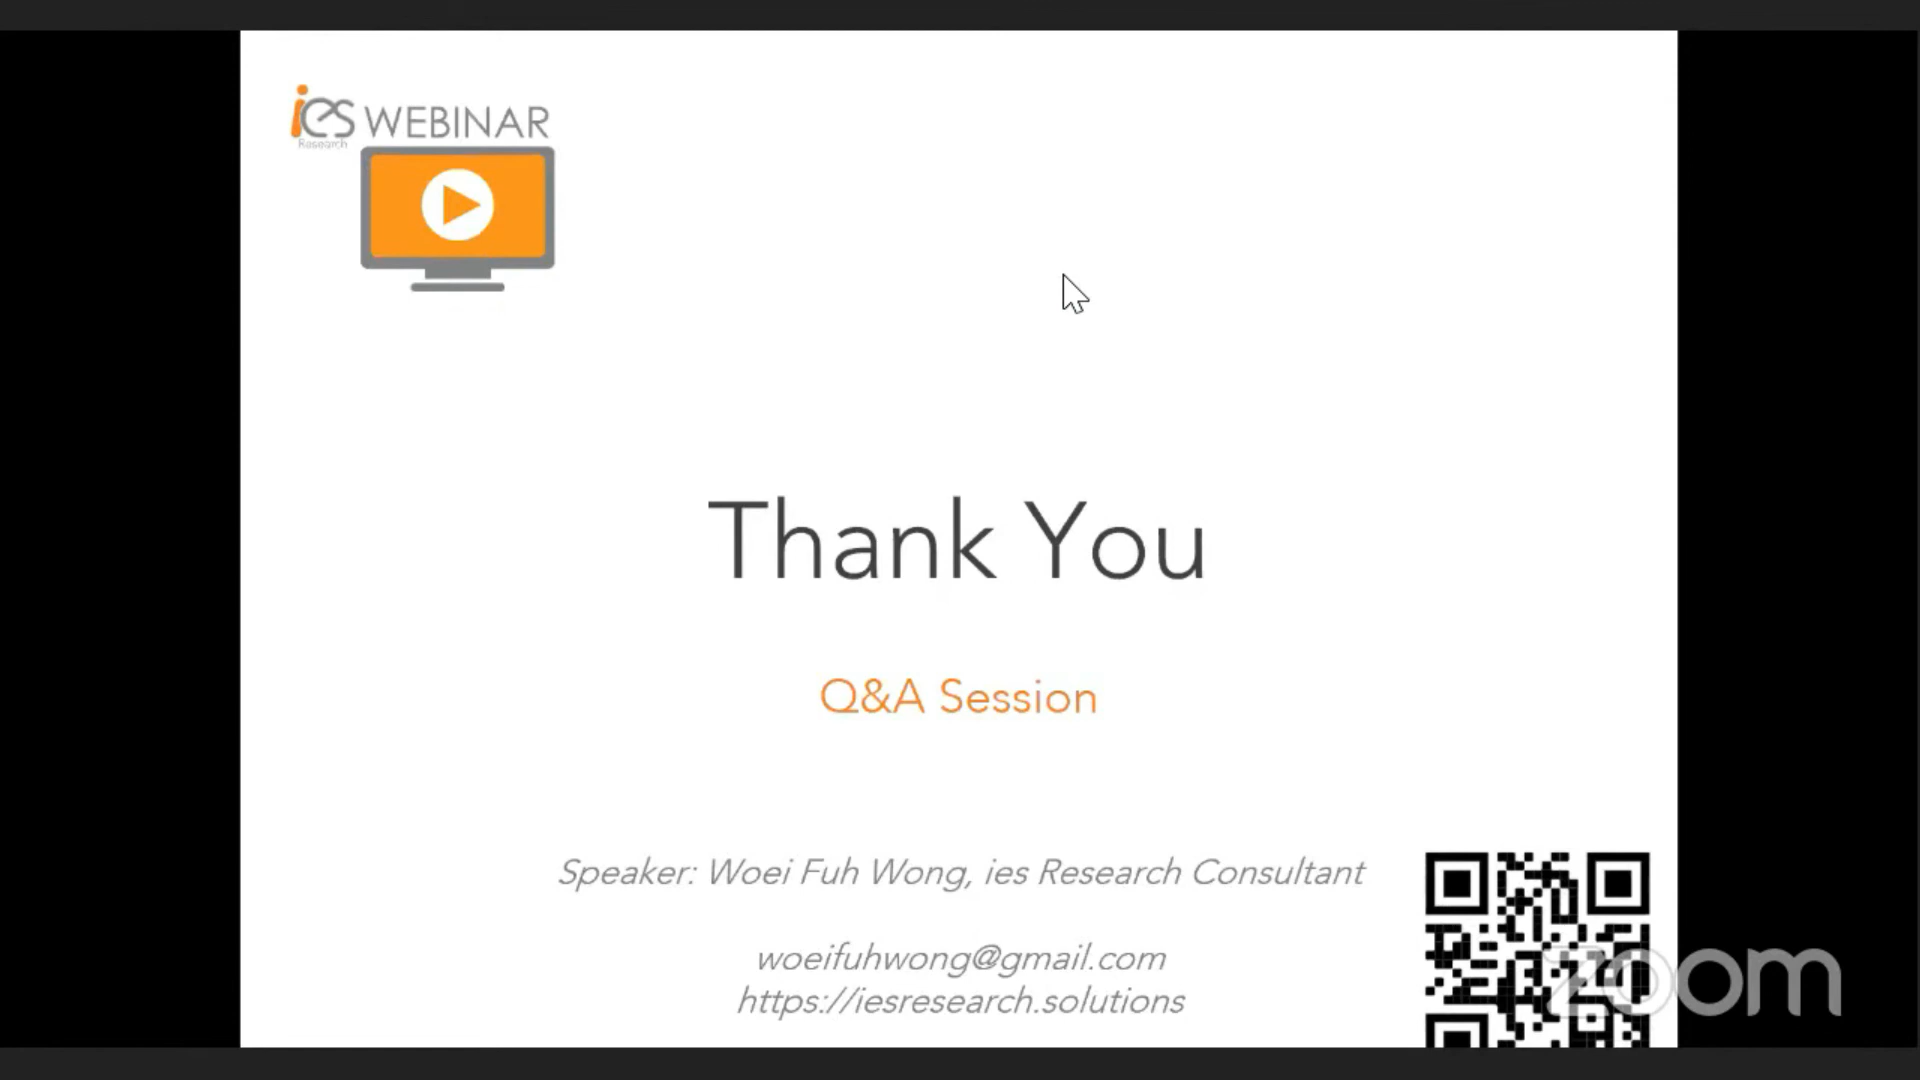 ies WEBINAR
Research
Thank You
Q&A Session
Speaker: Woei Fuh Wong, ies Research Consultant
woeifuhwong@gmail.com
https://iesresearch.solutions
zoom